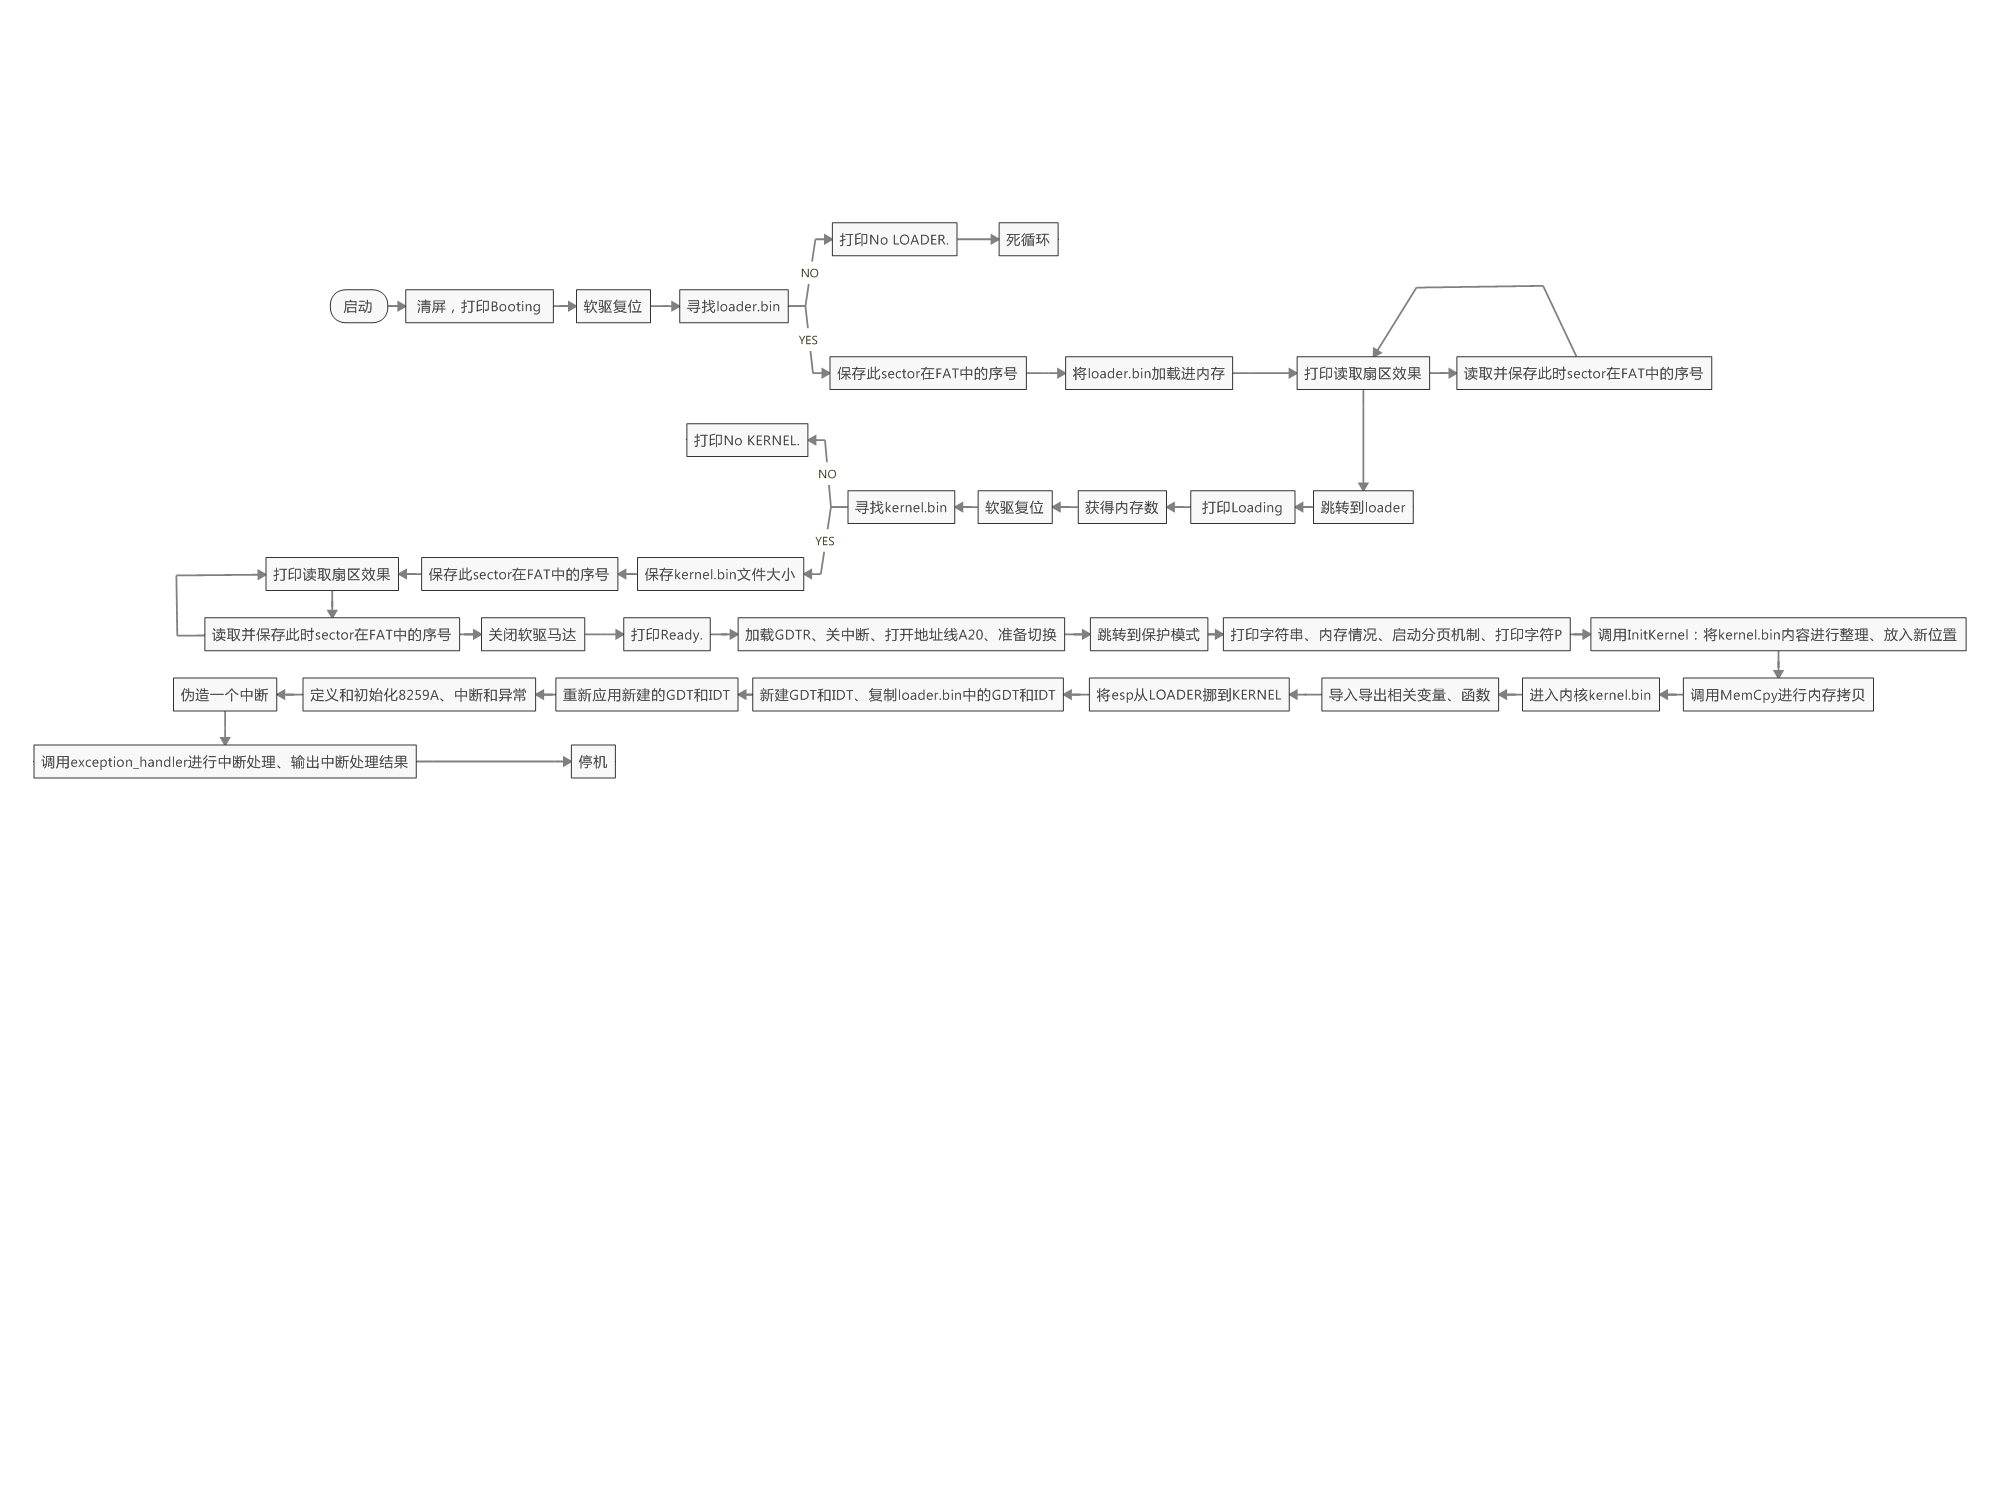 打印No LOADER.
死循环
NO
启动
清屏，打印Booting
软驱复位
寻找loader.bin
YES
保存此sector在FAT中的序号
将loader.bin加载进内存
打印读取扇区效果
读取并保存此时sector在FAT中的序号
打印No KERNEL.
NO
寻找kernel.bin
软驱复位
获得内存数
打印Loading
跳转到loader
YES
打印读取扇区效果
保存此sector在FAT中的序号
保存kernel.bin文件大小
读取并保存此时sector在FAT中的序号
关闭软驱马达
打印Ready.
加载GDTR、关中断、打开地址线A20、准备切换
跳转到保护模式
打印字符串、内存情况、启动分页机制、打印字符P
调用InitKernel：将kernel.bin内容进行整理、放入新位置
伪造一个中断
定义和初始化8259A、中断和异常
重新应用新建的GDT和IDT
新建GDT和IDT、复制loader.bin中的GDT和IDT
将esp从LOADER挪到KERNEL
导入导出相关变量、函数
进入内核kernel.bin
调用MemCpy进行内存拷贝
调用exception_handler进行中断处理、输出中断处理结果
停机